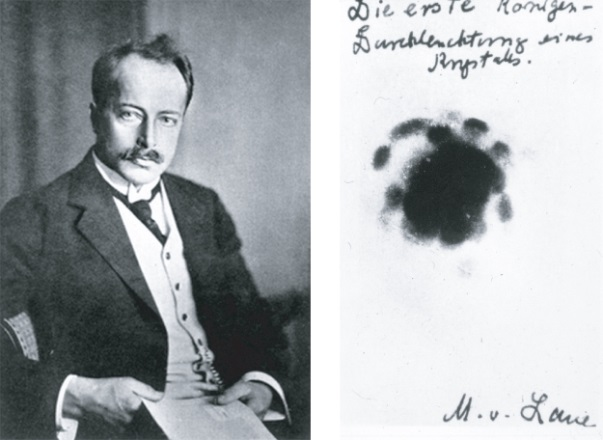 Die erste Röntgen-
Durchleuchtung eines
Krystalls.
M. v. Laue